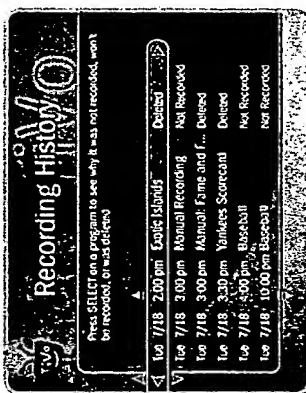 TiVo
Recording History
Press SELECT on a program to see why it was not recorded, won't
be recorded, or was deleted
Tue 7/18 2:00 pm Exotic Islands Deleted
Tue 7/18 3:00 pm Manual Recording Not Recorded
Tue 7/18 3:00 pm Manual: Fame and F... Deleted
Tue 7/18 3:30 pm Yankees Scorecard Deleted
Tue 7/18 4:00 pm Baseball Not Recorded
Tue 7/18 10:00 pm Baseball Not Recorded